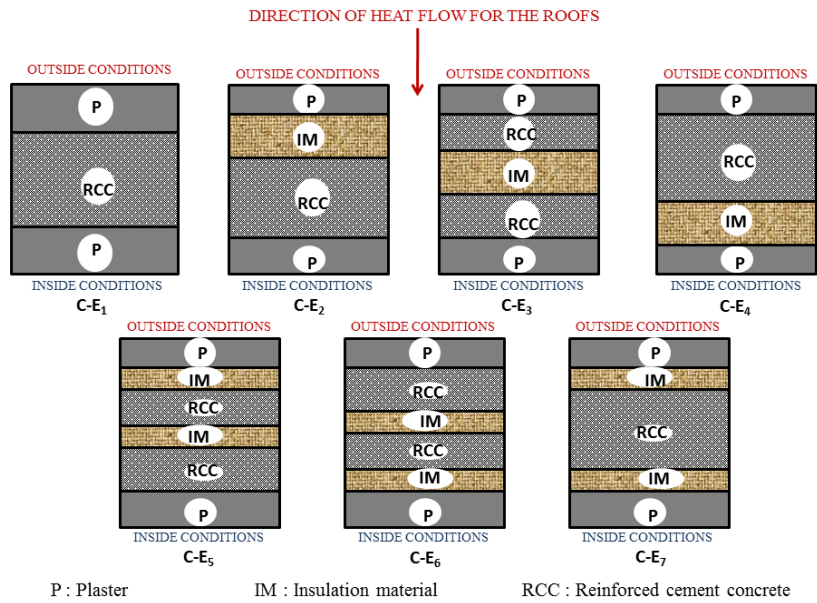 DIRECTION OF HEAT FLOW FOR THE ROOFS
OUTSIDE CONDITIONS
P
RCC
P
INSIDE CONDITIONS
C-E1
OUTSIDE CONDITIONS
P
IM
RCC
P
INSIDE CONDITIONS
C-E2
OUTSIDE CONDITIONS
P
RCC
IM
RCC
P
INSIDE CONDITIONS
C-E3
OUTSIDE CONDITIONS
P
RCC
IM
P
INSIDE CONDITIONS
C-E4
OUTSIDE CONDITIONS
P
IM
RCC
IM
RCC
P
INSIDE CONDITIONS
C-E5
OUTSIDE CONDITIONS
P
RCC
IM
RCC
IM
P
INSIDE CONDITIONS
C-E6
OUTSIDE CONDITIONS
P
IM
RCC
IM
P
INSIDE CONDITIONS
C-E7
P : Plaster
IM : Insulation material
RCC : Reinforced cement concrete